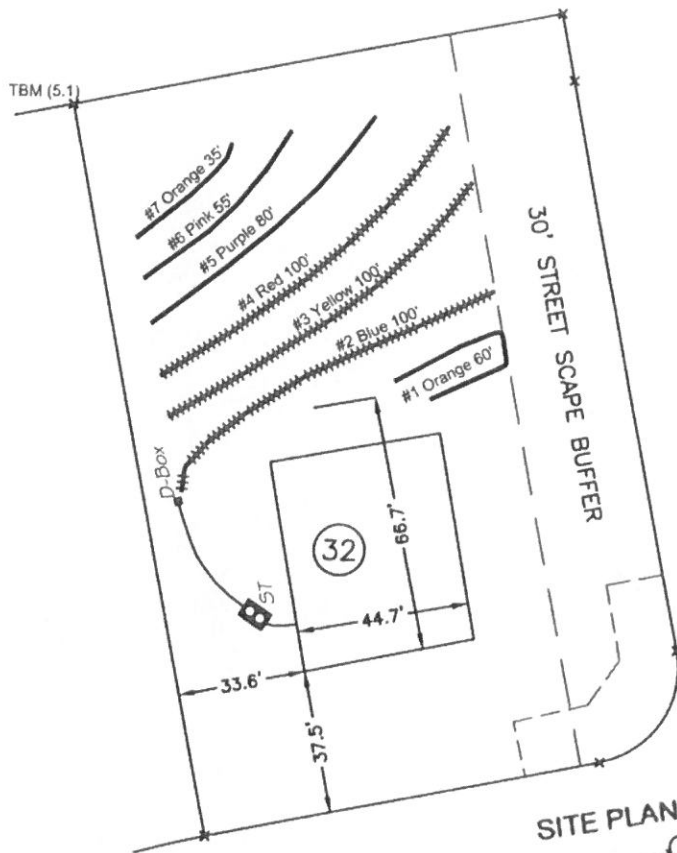 TBM (5.1)
#7 Orange 35'
#6 Pink 55'
#5 Purple 80'
#4 Red 100'
#3 Yellow 100'
#2 Blue 100'
#1 Orange 60'
30' STREET SCAPE BUFFER
D-Box
32
66.7'
ST
44.7'
33.6'
37.5'
SITE PLAN